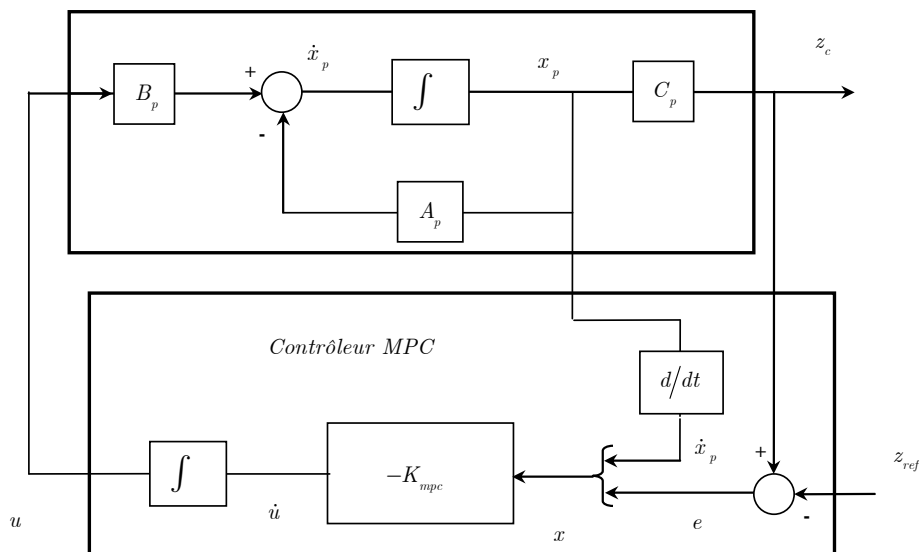 ẋ_p
x_p
z_c
B_p
+
∫
C_p
-
A_p
Contrôleur MPC
d/dt
ẋ_p
+
z_ref
∫
−K_mpc
-
u̇
u
x
e